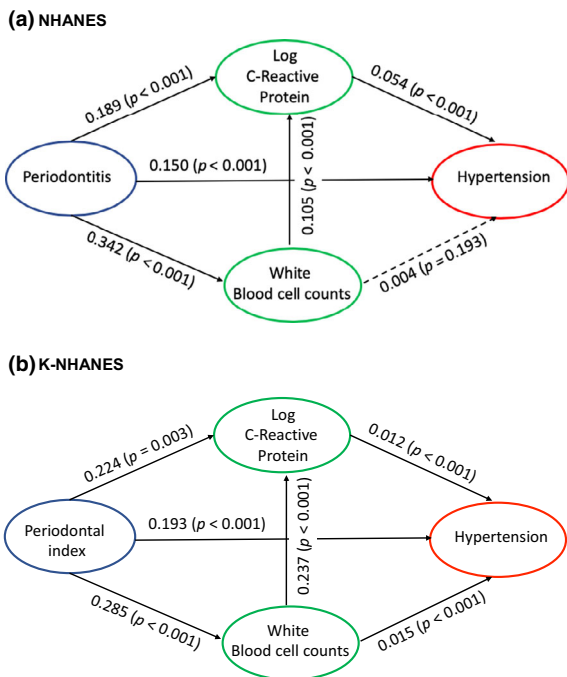 (a) NHANES
Log
C-Reactive
Protein
0.189 (p < 0.001)
0.054 (p < 0.001)
Periodontitis
0.150 (p < 0.001)
0.105 (p < 0.001)
Hypertension
0.342 (p < 0.001)
0.004 (p = 0.193)
White
Blood cell counts
(b) K-NHANES
Log
C-Reactive
Protein
0.224 (p = 0.003)
0.012 (p < 0.001)
Periodontal
index
0.193 (p < 0.001)
0.237 (p < 0.001)
Hypertension
0.285 (p < 0.001)
0.015 (p < 0.001)
White
Blood cell counts